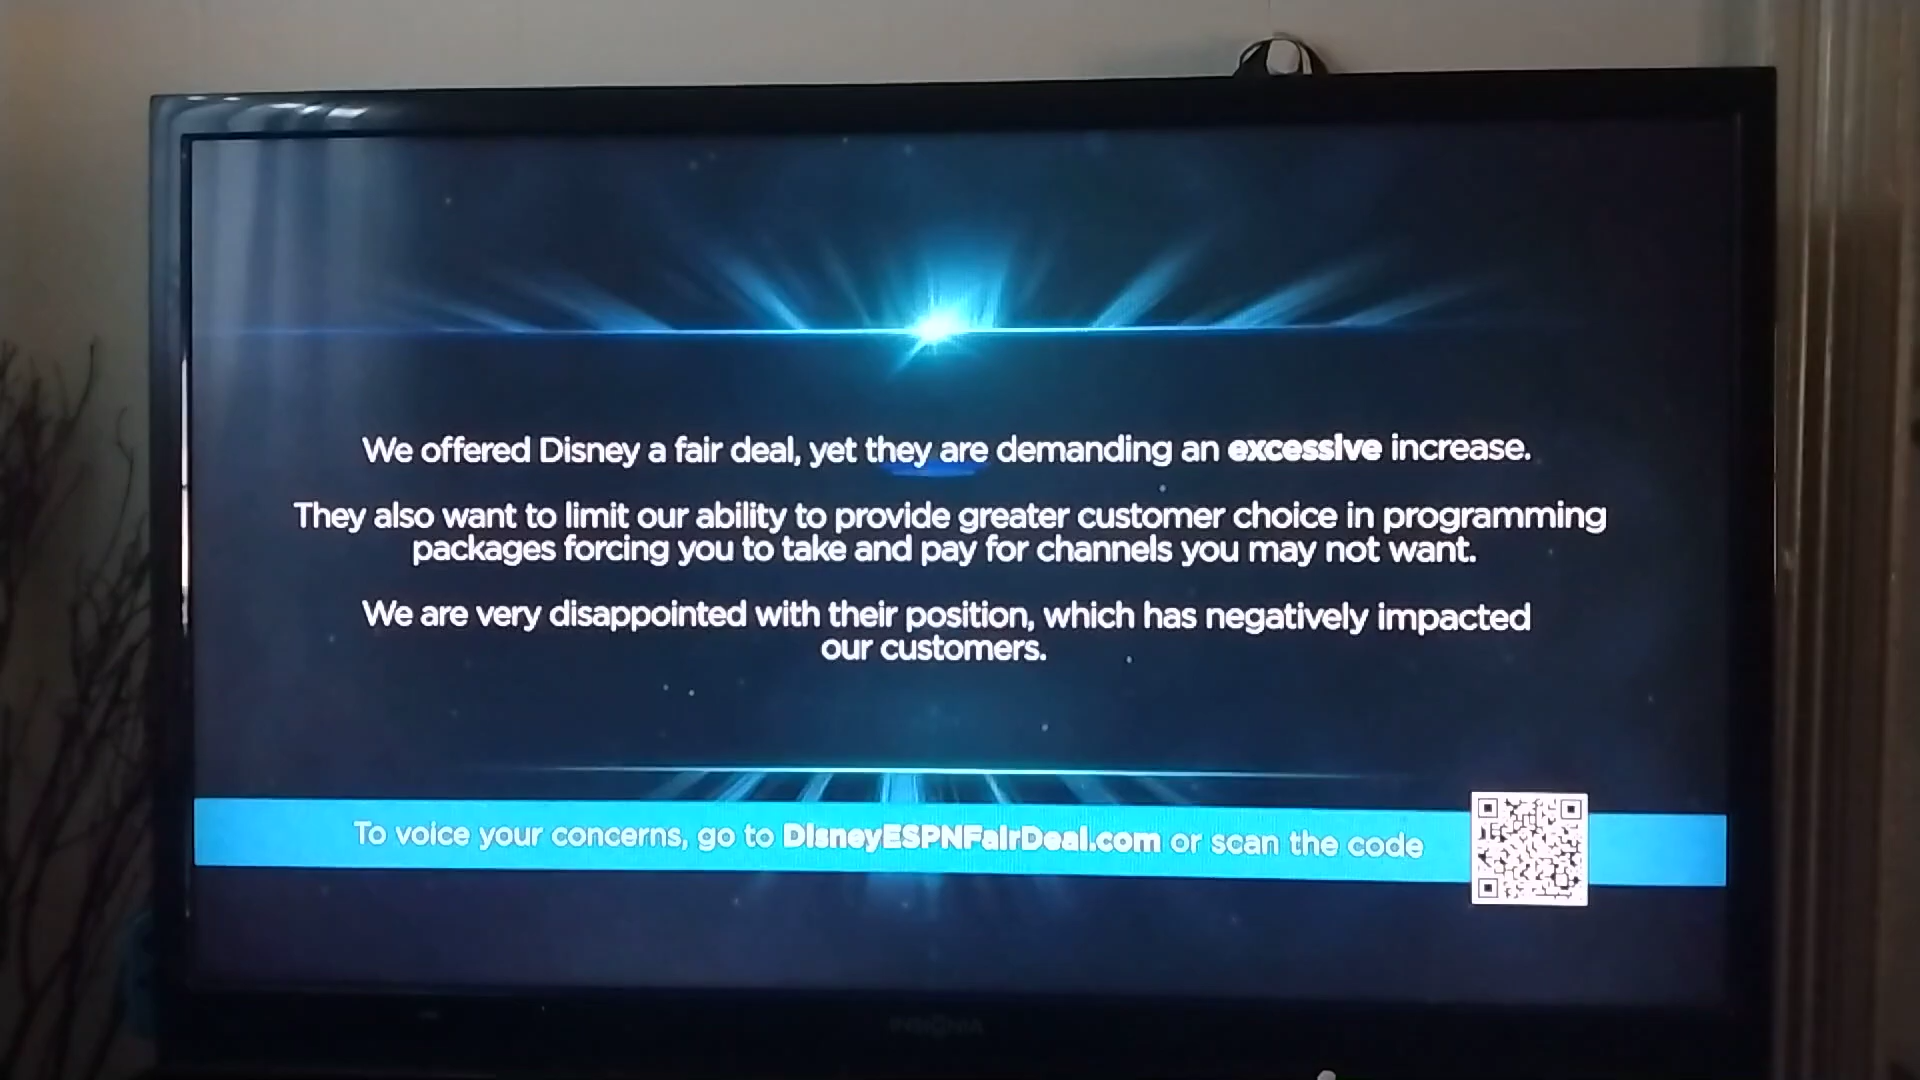 We offered Disney a fair deal, yet they are demanding an excessive increase.
They also want to limit our ability to provide greater customer choice in programming
packages forcing you to take and pay for channels you may not want.
We are very disappointed with their position, which has negatively impacted
our customers.
To voice your concerns, go to DisneyESPNFairDeal.com or scan the code
INSIGNIA